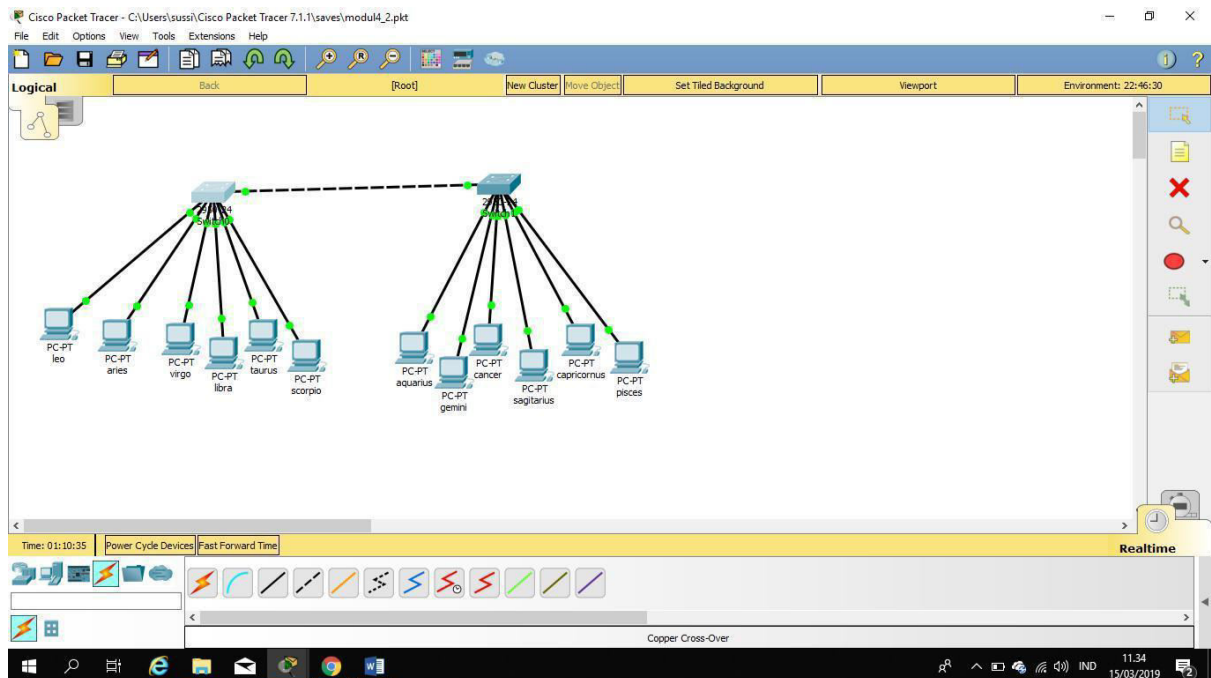 Cisco Packet Tracer - C:\Users\sussi\Cisco Packet Tracer 7.1.1\saves\modul4_2.pkt
File Edit Options View Tools Extensions Help
Logical Back [Root] New Cluster Move Object Set Tiled Background Viewport Environment: 22:46:30
Switch0
Switch1
PC-PT
leo
PC-PT
aries
PC-PT
virgo
PC-PT
libra
PC-PT
taurus
PC-PT
scorpio
PC-PT
aquarius
PC-PT
gemini
PC-PT
cancer
PC-PT
sagitarius
PC-PT
capricornus
PC-PT
pisces
Time: 01:10:35 Power Cycle Devices Fast Forward Time Realtime
Copper Cross-Over
IND
11.34
15/03/2019
2